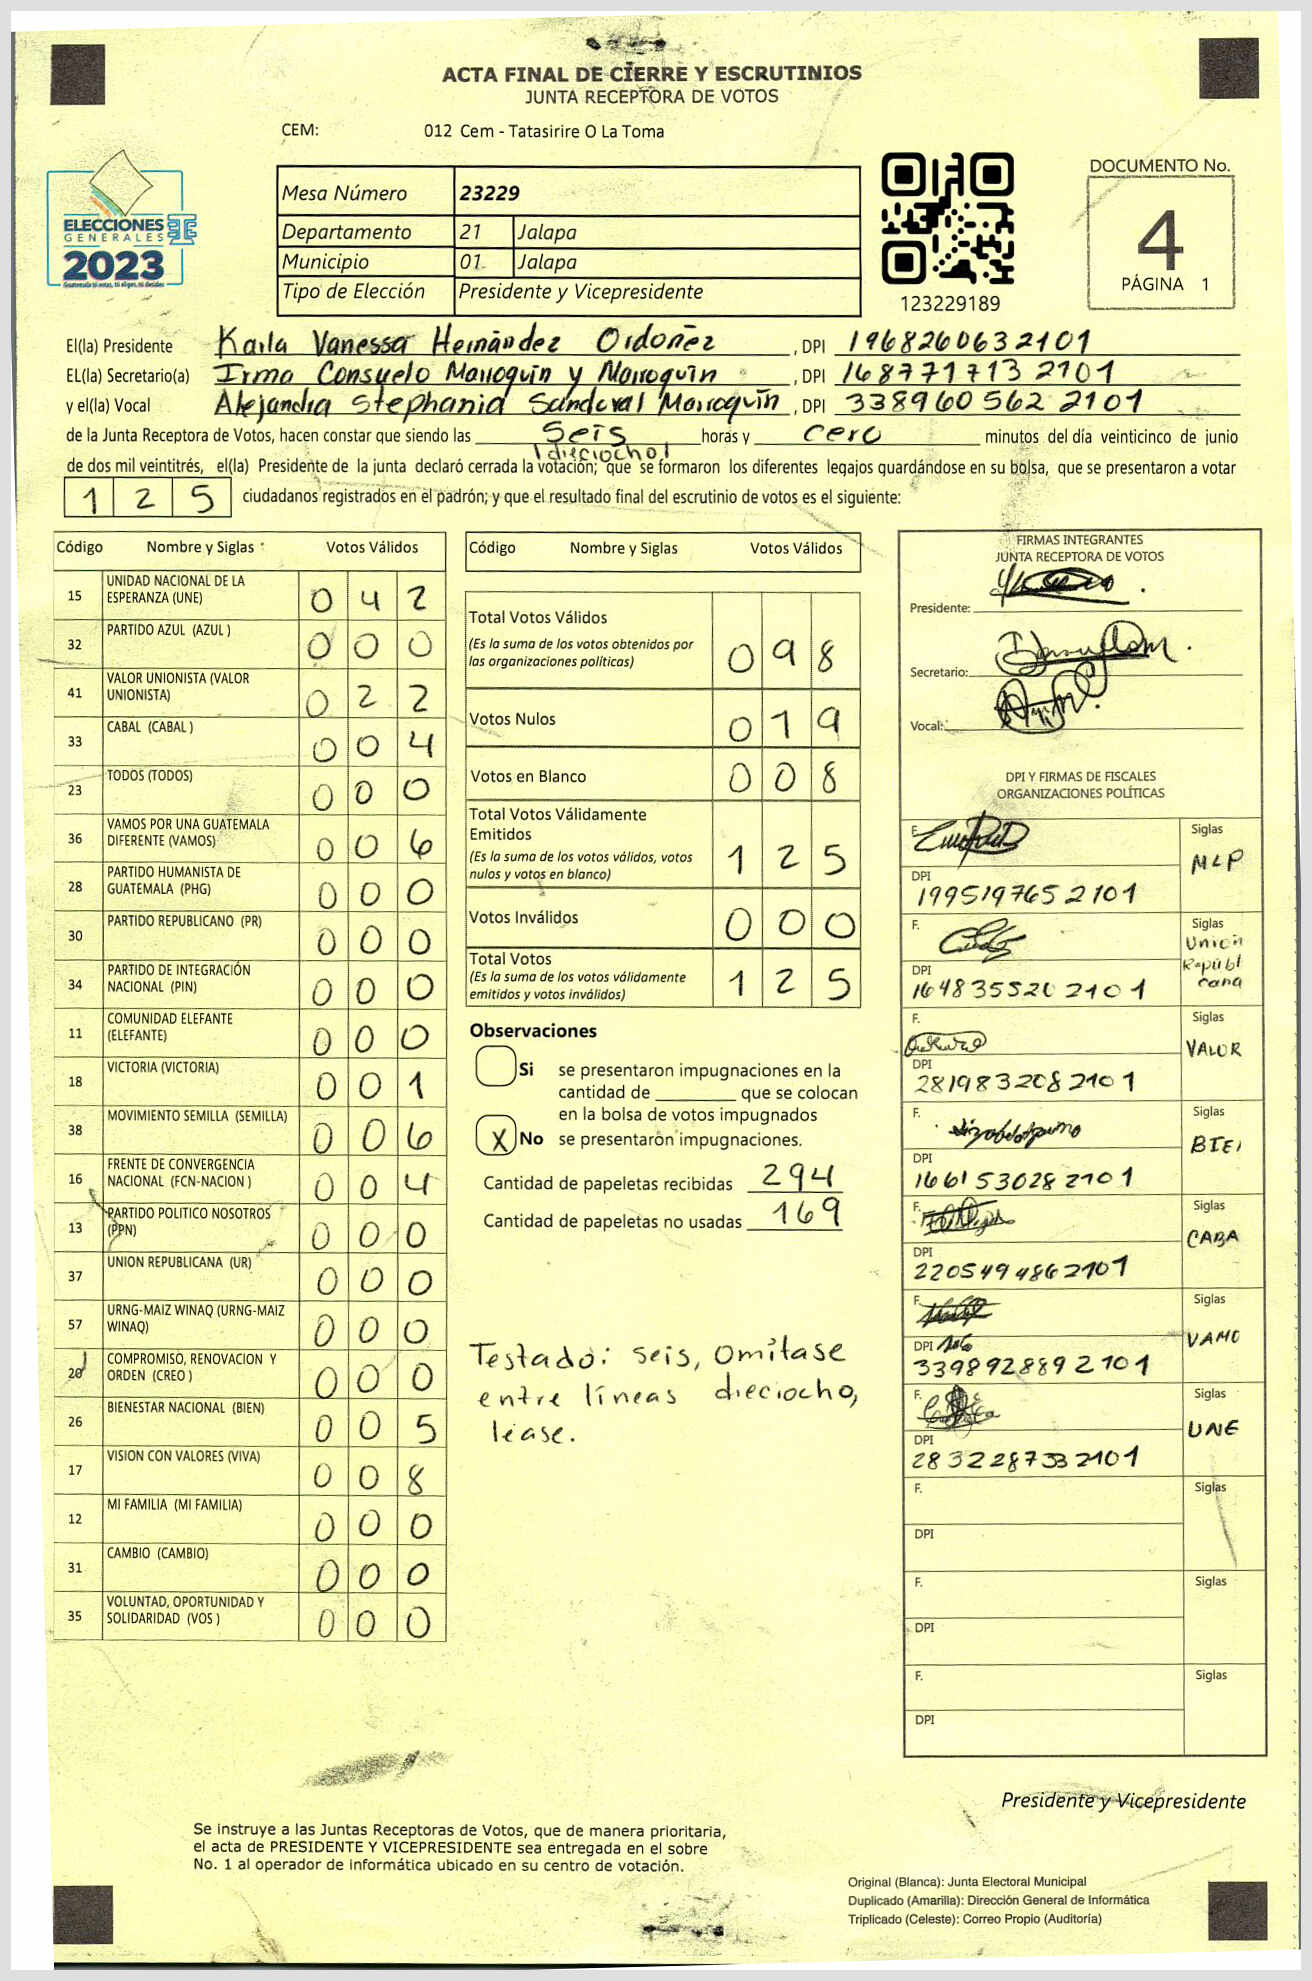 ACTA FINAL DE CIERRE Y ESCRUTINIOS
JUNTA RECEPTORA DE VOTOS
CEM: 012 Cem - Tatasirire O La Toma
ELECCIONES
GENERALES
2023
Guatemala tú votas, tú eliges, tú decides
Mesa Número 23229
Departamento 21 Jalapa
Municipio 01 Jalapa
Tipo de Elección Presidente y Vicepresidente
123229189
DOCUMENTO No.
4
PÁGINA 1
El(la) Presidente Karla Vanessa Hernández Ordoñez, DPI 1968260632101
EL(la) Secretario(a) Irma Consuelo Marroquín y Marroquín, DPI 1687717132101
y el(la) Vocal Alejandra Stephania Sandoval Marroquín, DPI 3389605622101
de la Junta Receptora de Votos, hacen constar que siendo las seis horas y cero minutos del día veinticinco de junio
|dieciocho|
de dos mil veintitrés, el(la) Presidente de la junta declaró cerrada la votación; que se formaron los diferentes legajos guardándose en su bolsa, que se presentaron a votar
1 2 5 ciudadanos registrados en el padrón; y que el resultado final del escrutinio de votos es el siguiente:
Código Nombre y Siglas Votos Válidos
15 UNIDAD NACIONAL DE LA ESPERANZA (UNE) 0 4 2
32 PARTIDO AZUL (AZUL ) 0 0 0
41 VALOR UNIONISTA (VALOR UNIONISTA) 0 2 2
33 CABAL (CABAL ) 0 0 4
23 TODOS (TODOS) 0 0 0
36 VAMOS POR UNA GUATEMALA DIFERENTE (VAMOS) 0 0 6
28 PARTIDO HUMANISTA DE GUATEMALA (PHG) 0 0 0
30 PARTIDO REPUBLICANO (PR) 0 0 0
34 PARTIDO DE INTEGRACIÓN NACIONAL (PIN) 0 0 0
11 COMUNIDAD ELEFANTE (ELEFANTE) 0 0 0
18 VICTORIA (VICTORIA) 0 0 1
38 MOVIMIENTO SEMILLA (SEMILLA) 0 0 6
16 FRENTE DE CONVERGENCIA NACIONAL (FCN-NACION ) 0 0 4
13 PARTIDO POLITICO NOSOTROS (PPN) 0 0 0
37 UNION REPUBLICANA (UR) 0 0 0
57 URNG-MAIZ WINAQ (URNG-MAIZ WINAQ) 0 0 0
20 COMPROMISO, RENOVACION Y ORDEN (CREO ) 0 0 0
26 BIENESTAR NACIONAL (BIEN) 0 0 5
17 VISION CON VALORES (VIVA) 0 0 8
12 MI FAMILIA (MI FAMILIA) 0 0 0
31 CAMBIO (CAMBIO) 0 0 0
35 VOLUNTAD, OPORTUNIDAD Y SOLIDARIDAD (VOS ) 0 0 0
Código Nombre y Siglas Votos Válidos
Total Votos Válidos 0 9 8
(Es la suma de los votos obtenidos por
las organizaciones políticas)
Votos Nulos 0 1 9
Votos en Blanco 0 0 8
Total Votos Válidamente
Emitidos 1 2 5
(Es la suma de los votos válidos, votos
nulos y votos en blanco)
Votos Inválidos 0 0 0
Total Votos 1 2 5
(Es la suma de los votos válidamente
emitidos y votos inválidos)
Observaciones
Si se presentaron impugnaciones en la
cantidad de ________ que se colocan
en la bolsa de votos impugnados
X No se presentaron impugnaciones.
Cantidad de papeletas recibidas 294
Cantidad de papeletas no usadas 169
Testado: seis, Omítase
entre líneas dieciocho,
léase.
FIRMAS INTEGRANTES
JUNTA RECEPTORA DE VOTOS
Presidente:
Secretario:
Vocal:
DPI Y FIRMAS DE FISCALES
ORGANIZACIONES POLÍTICAS
F. Siglas MLP
DPI 1995197652101
F. Siglas Unión Republicana
DPI 1648355202101
F. Siglas VALOR
DPI 2819832082101
F. Siglas BIEN
DPI 1661530282101
F. Siglas CABA
DPI 2205494862101
F. Siglas VAMO
DPI 3398928892101
F. Siglas UNE
DPI 2832287332101
F. Siglas
DPI
F. Siglas
DPI
F. Siglas
DPI
Presidente y Vicepresidente
Se instruye a las Juntas Receptoras de Votos, que de manera prioritaria,
el acta de PRESIDENTE Y VICEPRESIDENTE sea entregada en el sobre
No. 1 al operador de informática ubicado en su centro de votación.
Original (Blanca): Junta Electoral Municipal
Duplicado (Amarilla): Dirección General de Informática
Triplicado (Celeste): Correo Propio (Auditoría)